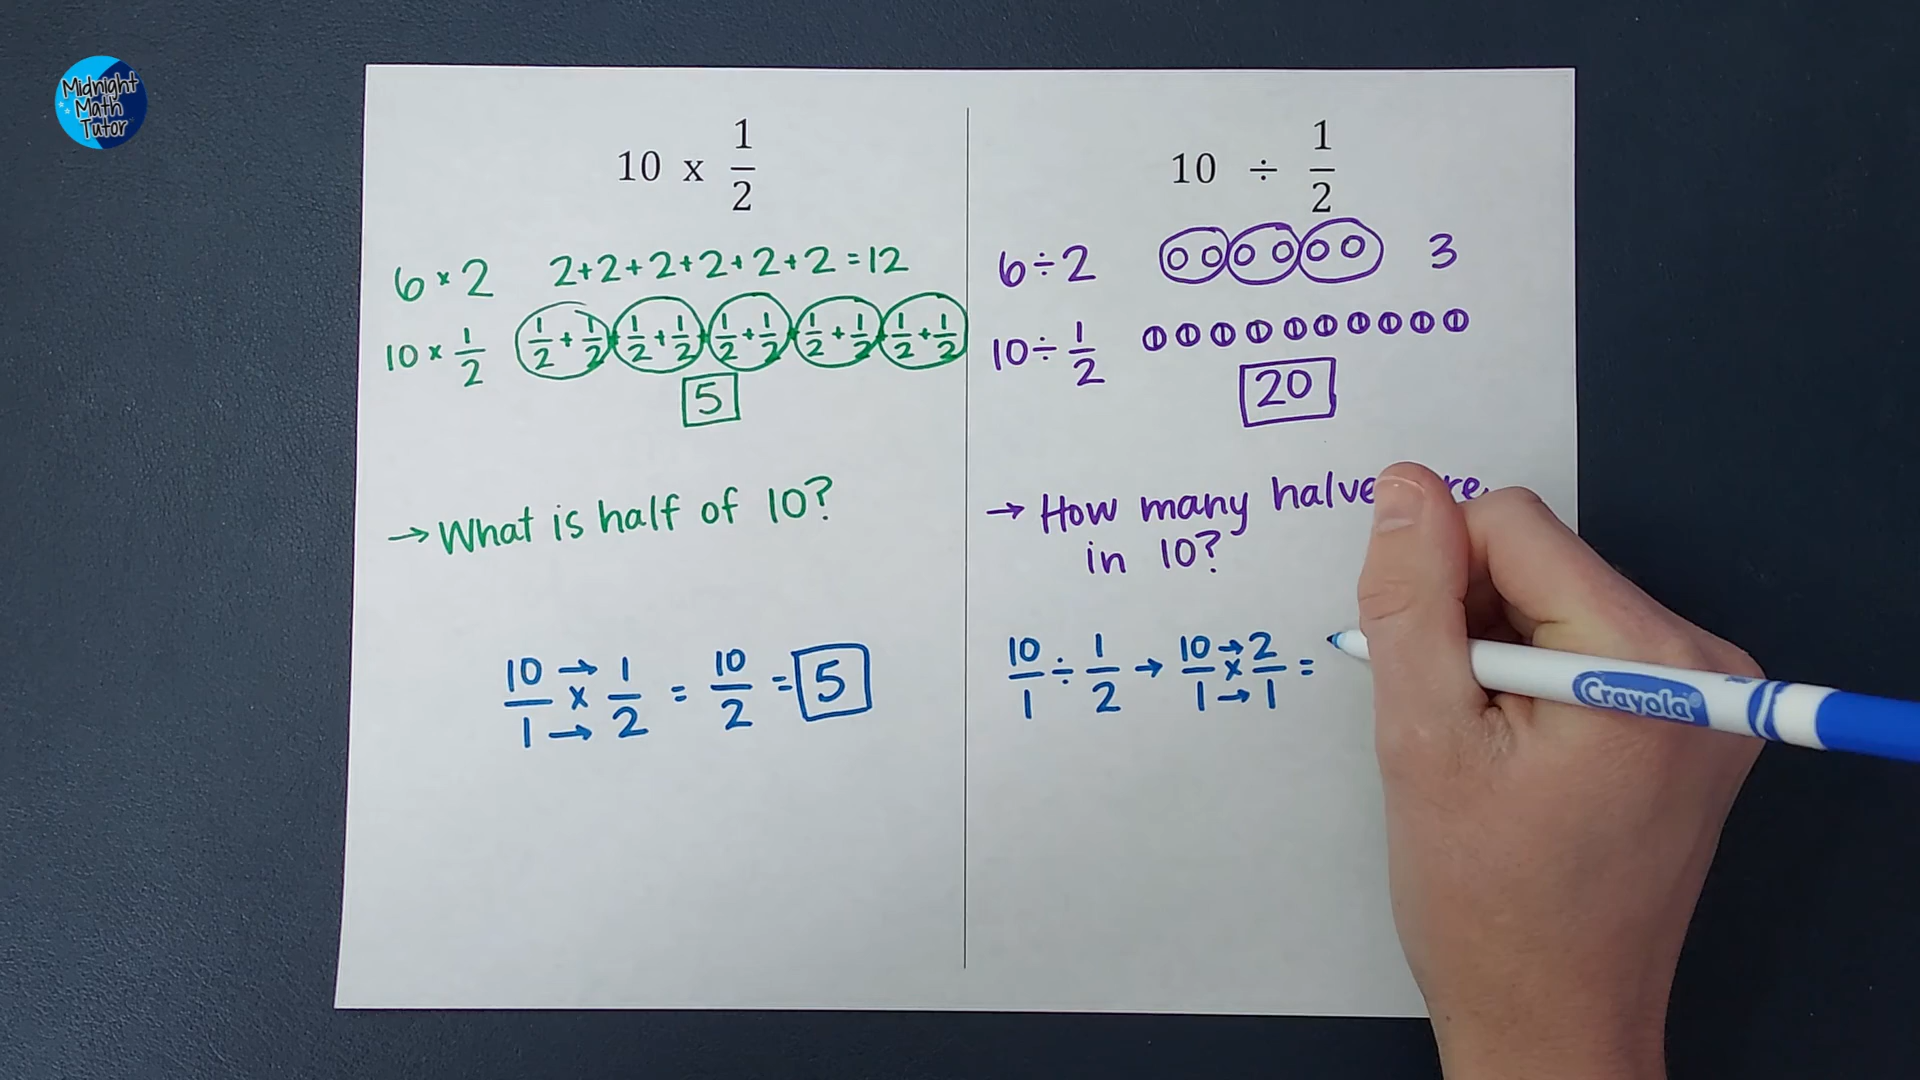 Midnight
Math
Tutor
10 x 1/2
6 × 2 2+2+2+2+2+2=12
10 × 1/2 1/2 + 1/2 + 1/2 + 1/2 + 1/2 + 1/2 + 1/2 + 1/2 + 1/2 + 1/2
5
→ What is half of 10?
10/1 × 1/2 = 10/2 = 5
10 ÷ 1/2
6÷2 3
10÷ 1/2
20
→ How many
in 10?
10/1 ÷ 1/2 → 10/1 × 2/1 =
Crayola